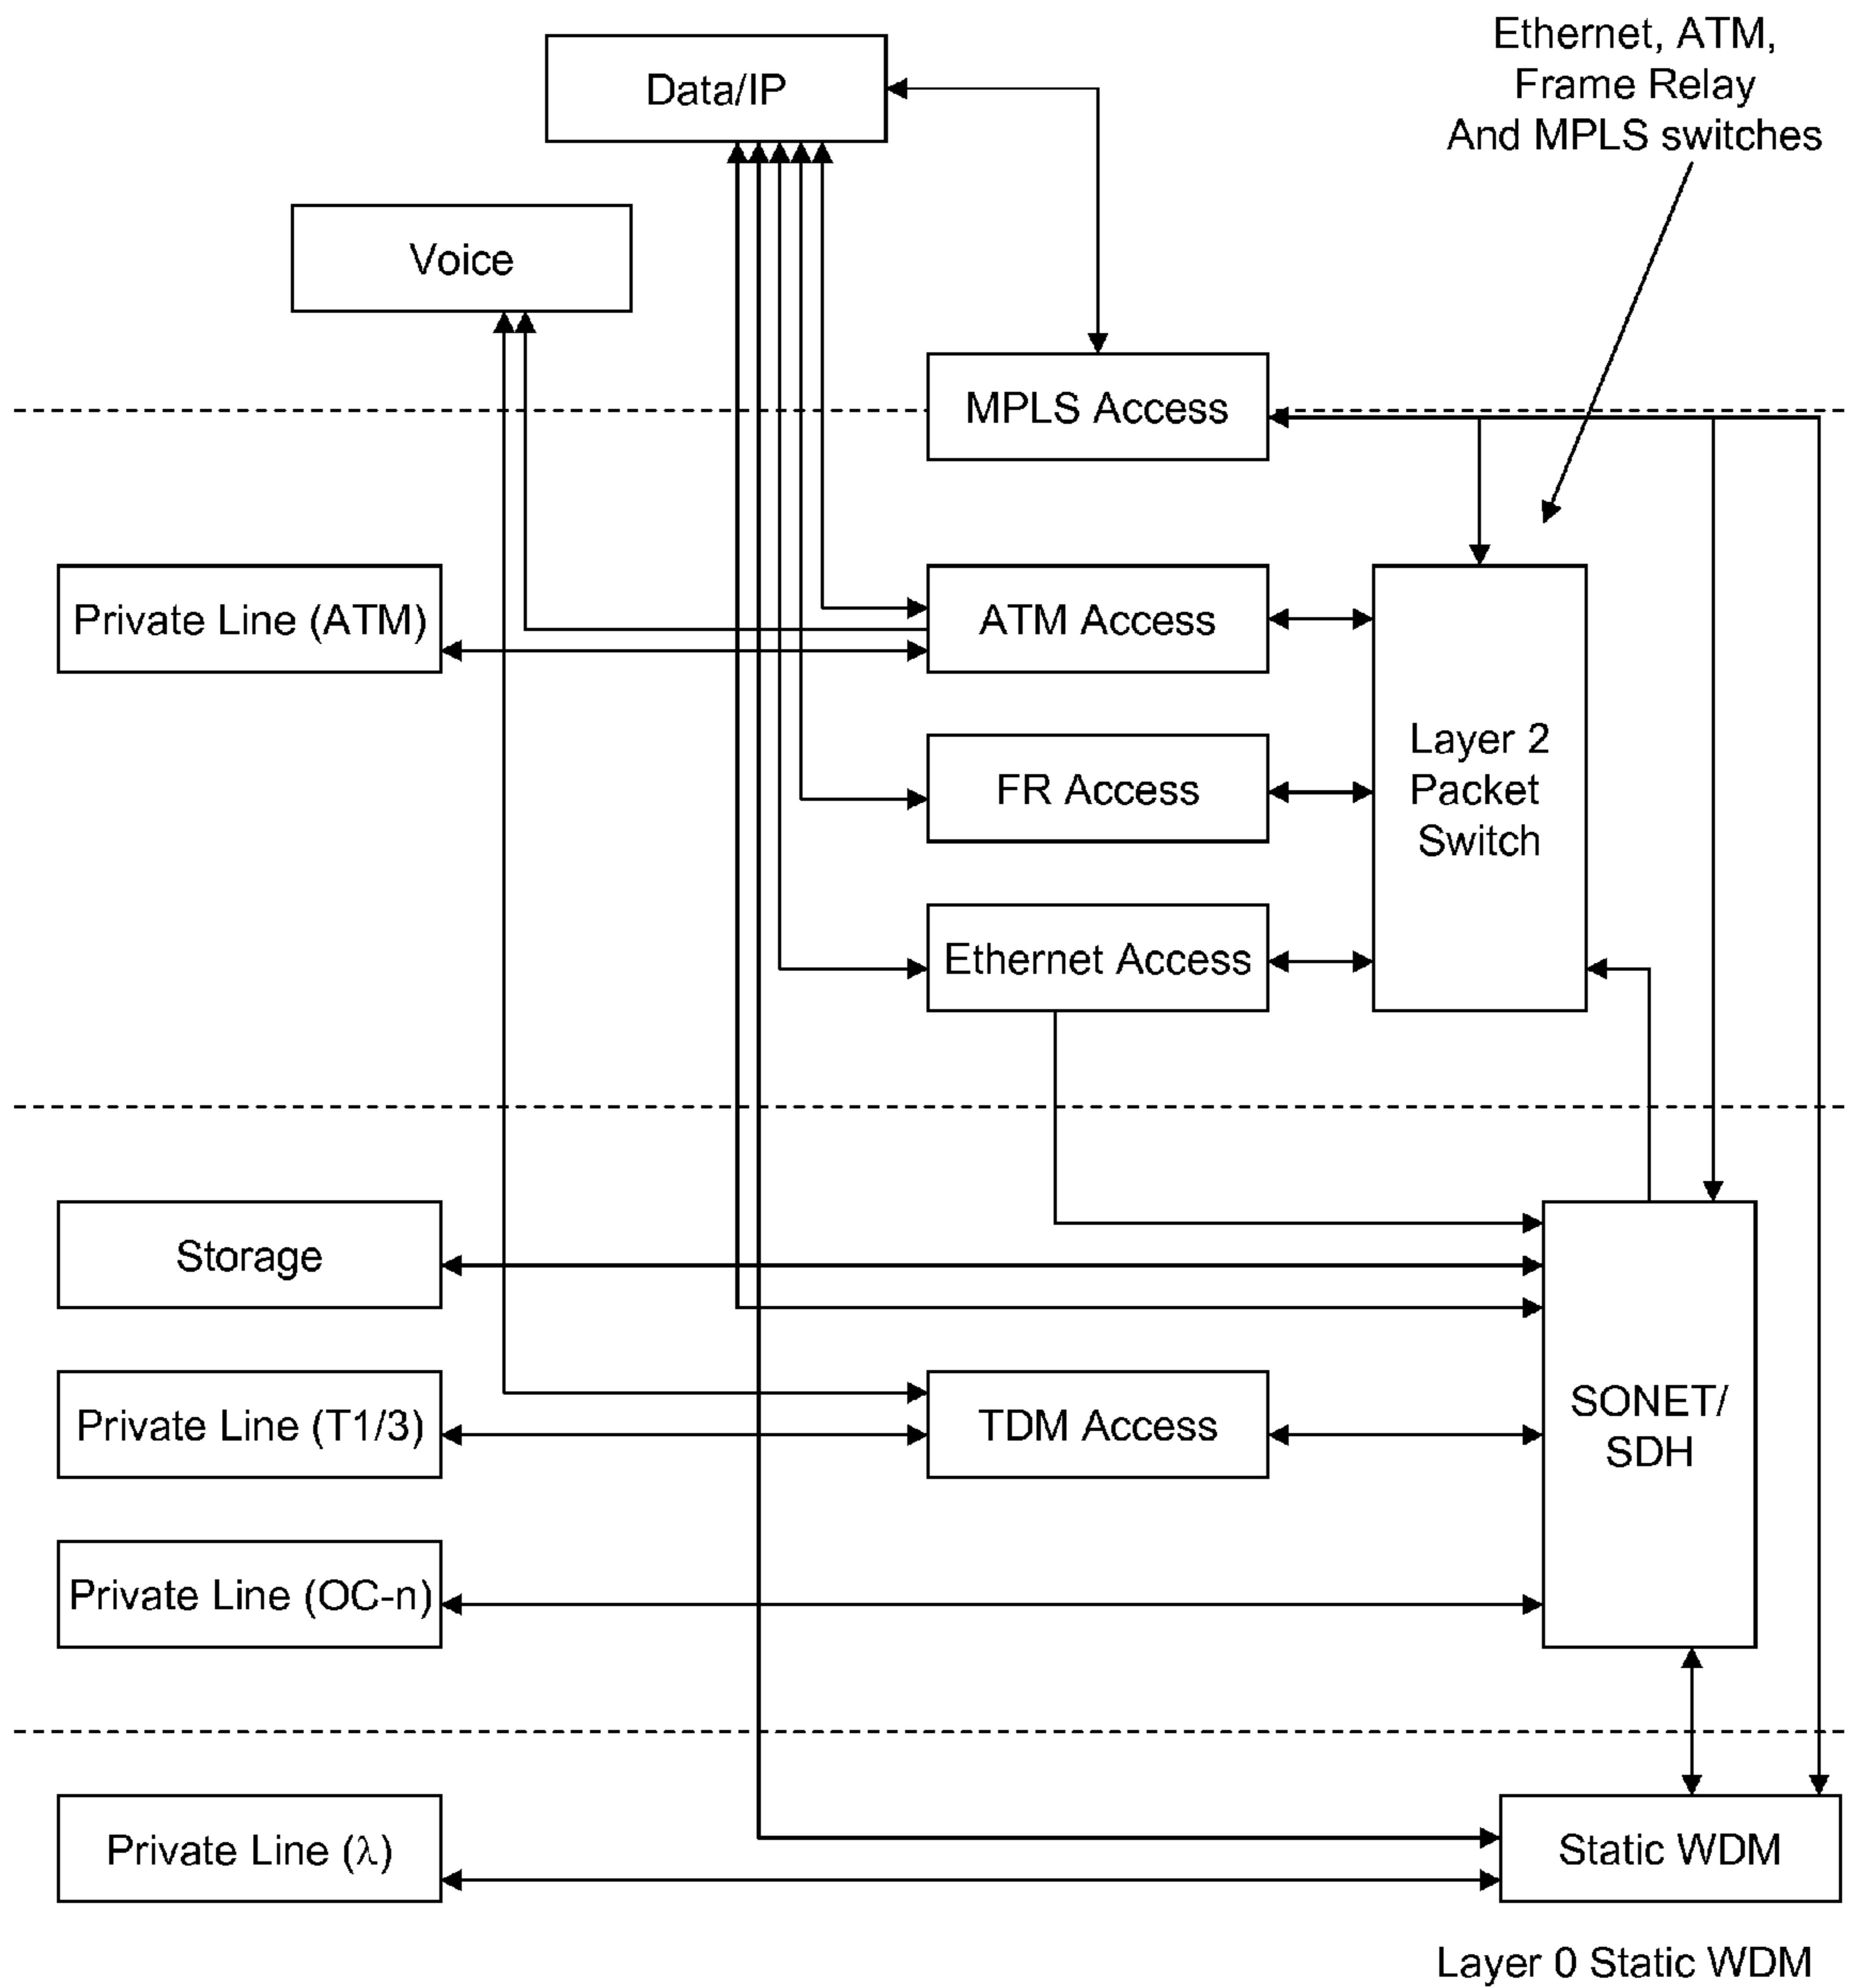 Ethernet, ATM,
Frame Relay
And MPLS switches
Data/IP
Voice
MPLS Access
Private Line (ATM)
ATM Access
Layer 2
Packet
Switch
FR Access
Ethernet Access
Storage
SONET/
SDH
Private Line (T1/3)
TDM Access
Private Line (OC-n)
Private Line (λ)
Static WDM
Layer 0 Static WDM